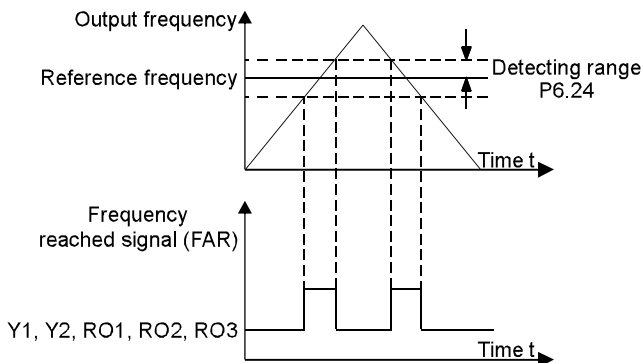 Output frequency
Reference frequency
Detecting range
P6.24
Time t
Frequency
reached signal (FAR)
Y1, Y2, RO1, RO2, RO3
Time t